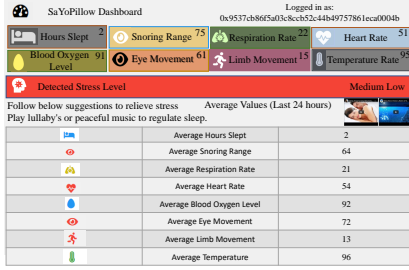 SaYoPillow Dashboard
Logged in as:
0x9537cb86f5a03c8ccb52c44b49757861eca0004b
Hours Slept 2
Snoring Range 75
Respiration Rate 22
Heart Rate 51
Blood Oxygen Level 91
Eye Movement 61
Limb Movement 15
Temperature Rate 95
Detected Stress Level Medium Low
Follow below suggestions to relieve stress
Play lullaby's or peaceful music to regulate sleep.
Average Values (Last 24 hours)
Average Hours Slept 2
Average Snoring Range 64
Average Respiration Rate 21
Average Heart Rate 54
Average Blood Oxygen Level 92
Average Eye Movement 72
Average Limb Movement 13
Average Temperature 96